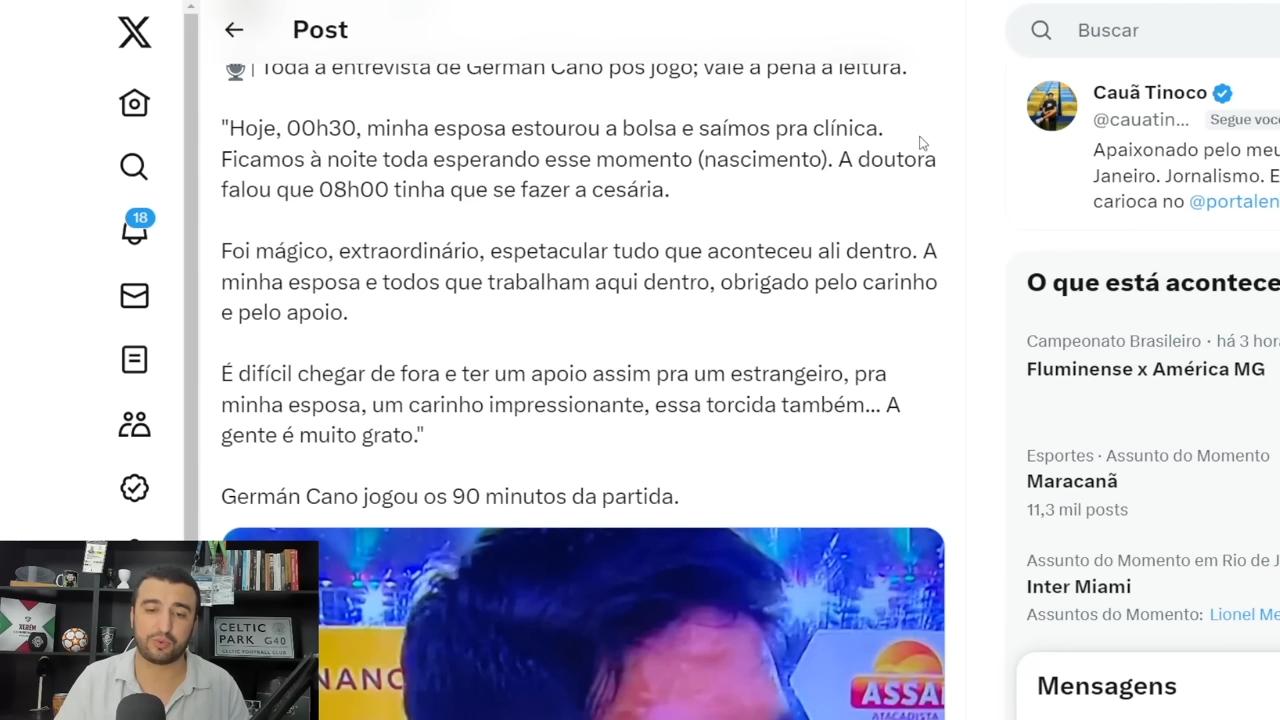 Post
Buscar
| Toda a entrevista de Germán Cano pós jogo; vale a pena a leitura.
"Hoje, 00h30, minha esposa estourou a bolsa e saímos pra clínica.
Ficamos à noite toda esperando esse momento (nascimento). A doutora
falou que 08h00 tinha que se fazer a cesária.
Foi mágico, extraordinário, espetacular tudo que aconteceu ali dentro. A
minha esposa e todos que trabalham aqui dentro, obrigado pelo carinho
e pelo apoio.
É difícil chegar de fora e ter um apoio assim pra um estrangeiro, pra
minha esposa, um carinho impressionante, essa torcida também... A
gente é muito grato."
Germán Cano jogou os 90 minutos da partida.
18
Cauã Tinoco
@cauatin...
Segue você
Apaixonado pelo meu
Janeiro. Jornalismo. E
carioca no @portalen
O que está acontece
Campeonato Brasileiro · há 3 hor
Fluminense x América MG
Esportes · Assunto do Momento
Maracanã
11,3 mil posts
Assunto do Momento em Rio de J
Inter Miami
Assuntos do Momento: Lionel Me
Mensagens
NANC
ASSAÍ
ATACADISTA
XERÉM
CELTIC
PARK G40
CELTIC FOOTBALL CLUB